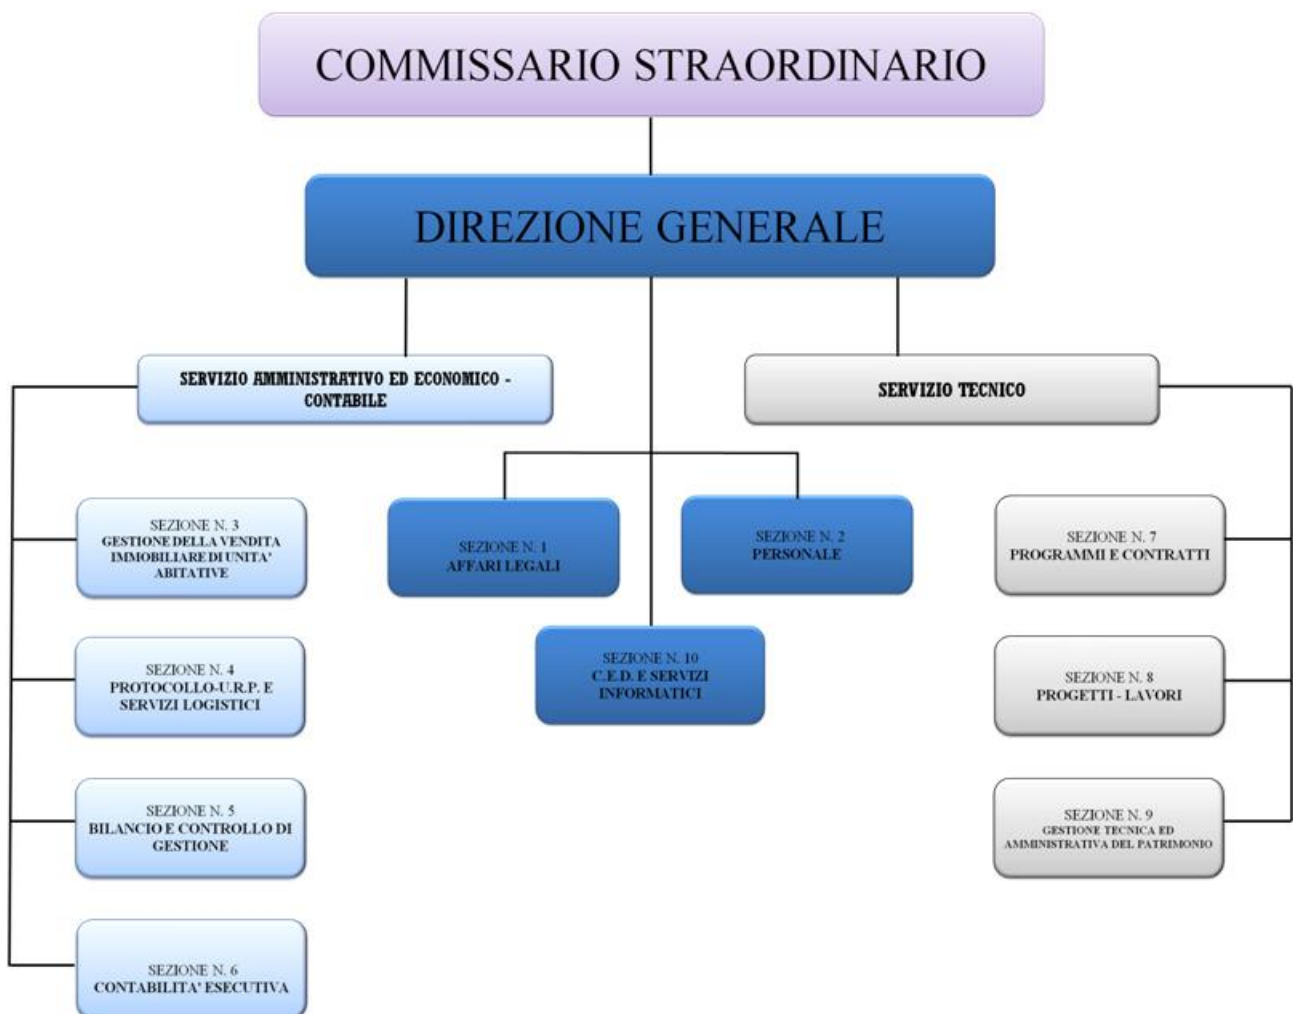 COMMISSARIO STRAORDINARIO
DIREZIONE GENERALE
SERVIZIO AMMINISTRATIVO ED ECONOMICO -
CONTABILE
SERVIZIO TECNICO
SEZIONE N. 3
GESTIONE DELLA VENDITA
IMMOBILIARE DI UNITA'
ABITATIVE
SEZIONE N. 1
AFFARI LEGALI
SEZIONE N. 2
PERSONALE
SEZIONE N. 7
PROGRAMMI E CONTRATTI
SEZIONE N. 4
PROTOCOLLO-U.R.P. E
SERVIZI LOGISTICI
SEZIONE N. 10
C.E.D. E SERVIZI
INFORMATICI
SEZIONE N. 8
PROGETTI - LAVORI
SEZIONE N. 5
BILANCIO E CONTROLLO DI
GESTIONE
SEZIONE N. 9
GESTIONE TECNICA ED
AMMINISTRATIVA DEL PATRIMONIO
SEZIONE N. 6
CONTABILITA' ESECUTIVA